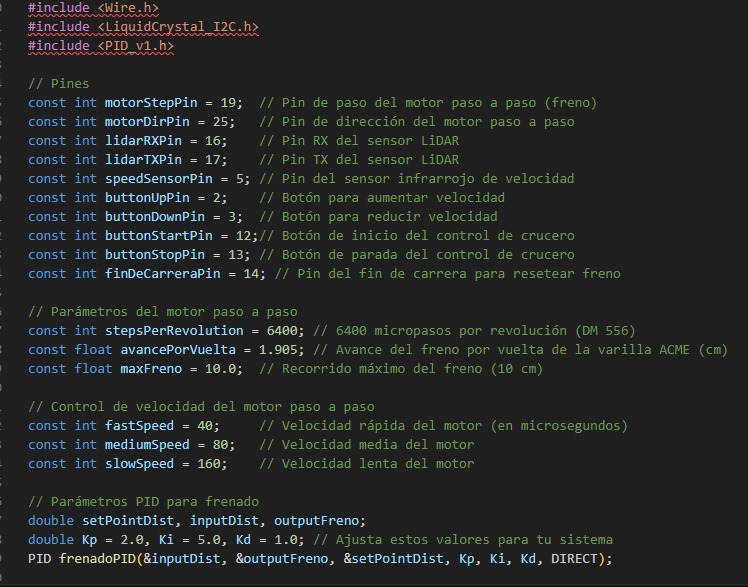 #include <Wire.h>
#include <LiquidCrystal_I2C.h>
#include <PID_v1.h>
// Pines
const int motorStepPin = 19;  // Pin de paso del motor paso a paso (freno)
const int motorDirPin = 25;   // Pin de dirección del motor paso a paso
const int lidarRXPin = 16;    // Pin RX del sensor LiDAR
const int lidarTXPin = 17;    // Pin TX del sensor LiDAR
const int speedSensorPin = 5; // Pin del sensor infrarrojo de velocidad
const int buttonUpPin = 2;    // Botón para aumentar velocidad
const int buttonDownPin = 3;  // Botón para reducir velocidad
const int buttonStartPin = 12;// Botón de inicio del control de crucero
const int buttonStopPin = 13; // Botón de parada del control de crucero
const int finDeCarreraPin = 14; // Pin del fin de carrera para resetear freno
// Parámetros del motor paso a paso
const int stepsPerRevolution = 6400; // 6400 micropasos por revolución (DM 556)
const float avancePorVuelta = 1.905; // Avance del freno por vuelta de la varilla ACME (cm)
const float maxFreno = 10.0;  // Recorrido máximo del freno (10 cm)
// Control de velocidad del motor paso a paso
const int fastSpeed = 40;     // Velocidad rápida del motor (en microsegundos)
const int mediumSpeed = 80;   // Velocidad media del motor
const int slowSpeed = 160;    // Velocidad lenta del motor
// Parámetros PID para frenado
double setPointDist, inputDist, outputFreno;
double Kp = 2.0, Ki = 5.0, Kd = 1.0; // Ajusta estos valores para tu sistema
PID frenadoPID(&inputDist, &outputFreno, &setPointDist, Kp, Ki, Kd, DIRECT);